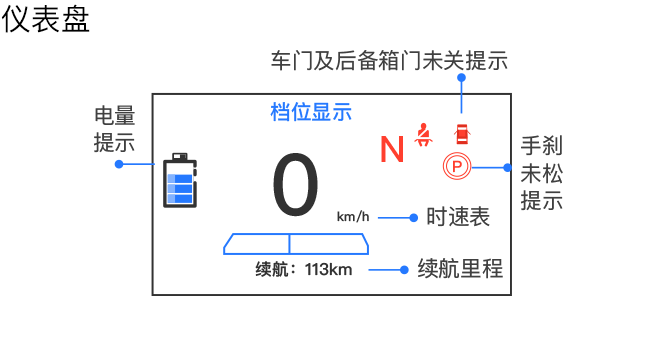 仪表盘
车门及后备箱门未关提示
电量
提示
档位显示
N
手刹
未松
提示
P
0
km/h
时速表
续航：113km
续航里程